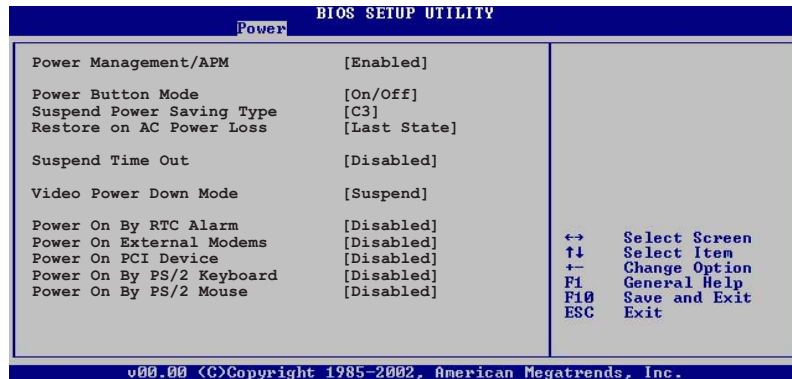 BIOS SETUP UTILITY
Power
Power Management/APM [Enabled]
Power Button Mode [On/Off]
Suspend Power Saving Type [C3]
Restore on AC Power Loss [Last State]
Suspend Time Out [Disabled]
Video Power Down Mode [Suspend]
Power On By RTC Alarm [Disabled]
Power On External Modems [Disabled]
Power On PCI Device [Disabled]
Power On By PS/2 Keyboard [Disabled]
Power On By PS/2 Mouse [Disabled]
←→ Select Screen
↑↓ Select Item
+- Change Option
F1 General Help
F10 Save and Exit
ESC Exit
v00.00 (C)Copyright 1985-2002, American Megatrends, Inc.